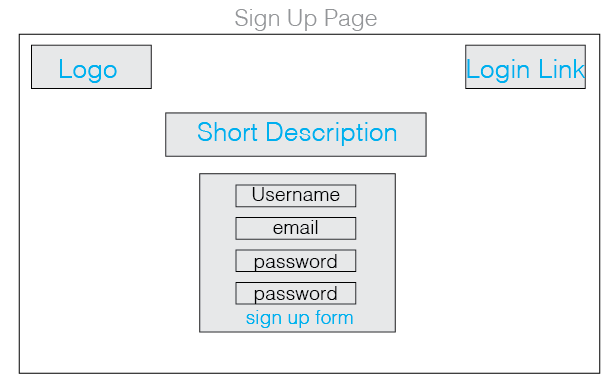 Sign Up Page
Logo
Login Link
Short Description
Username
email
password
password
sign up form